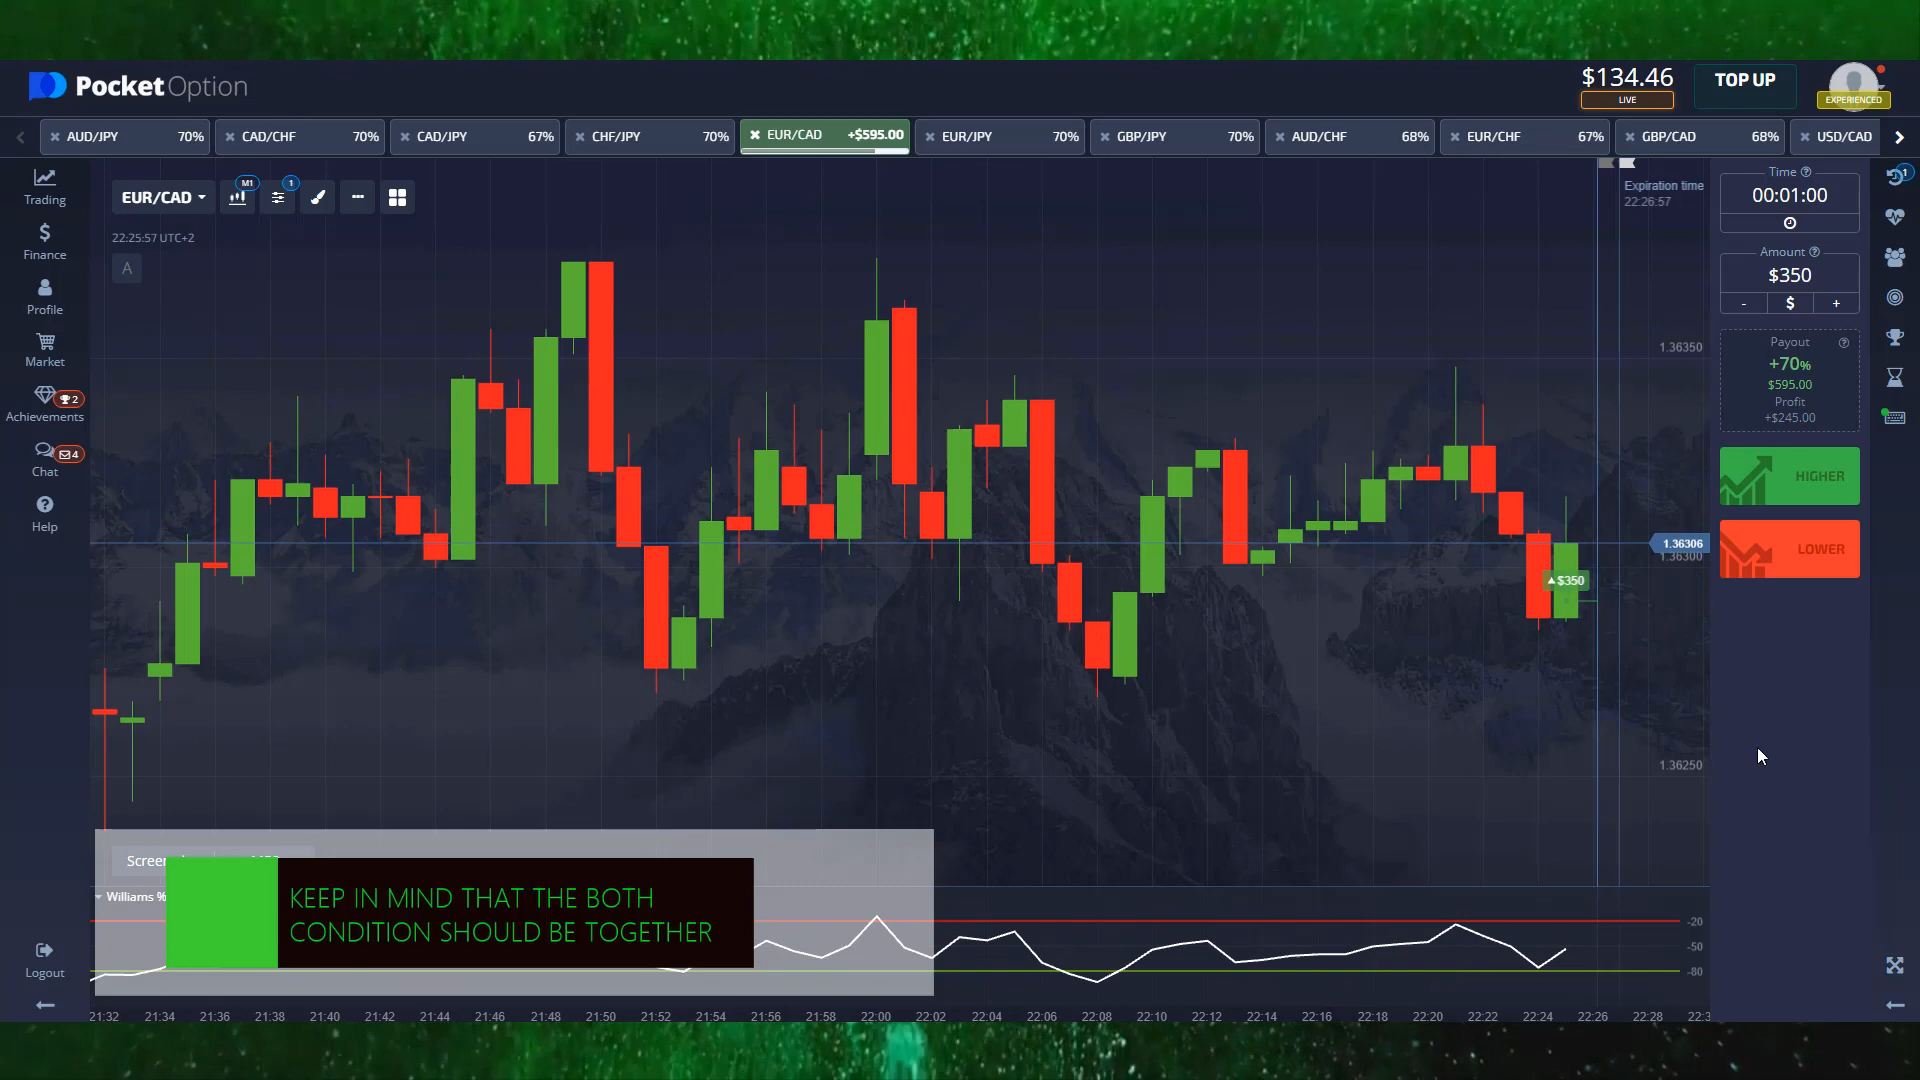 PocketOption
$134.46
LIVE
TOP UP
EXPERIENCED
AUD/JPY 70%
CAD/CHF 70%
CAD/JPY 67%
CHF/JPY 70%
EUR/CAD +$595.00
EUR/JPY 70%
GBP/JPY 70%
AUD/CHF 68%
EUR/CHF 67%
GBP/CAD 68%
USD/CAD
Trading
Finance
Profile
Market
2
Achievements
4
Chat
Help
Logout
EUR/CAD
M1
1
22:25:57 UTC+2
A
Expiration time
22:26:57
1.36350
1.36306
1.36300
1.36250
$350
Time
00:01:00
Amount
$350
- $ +
Payout
+70%
$595.00
Profit
+$245.00
HIGHER
LOWER
1
KEEP IN MIND THAT THE BOTH
CONDITION SHOULD BE TOGETHER
Williams %
-20
-50
-80
21:32 21:34 21:36 21:38 21:40 21:42 21:44 21:46 21:48 21:50 21:52 21:54 21:56 21:58 22:00 22:02 22:04 22:06 22:08 22:10 22:12 22:14 22:16 22:18 22:20 22:22 22:24 22:26 22:28 22:3